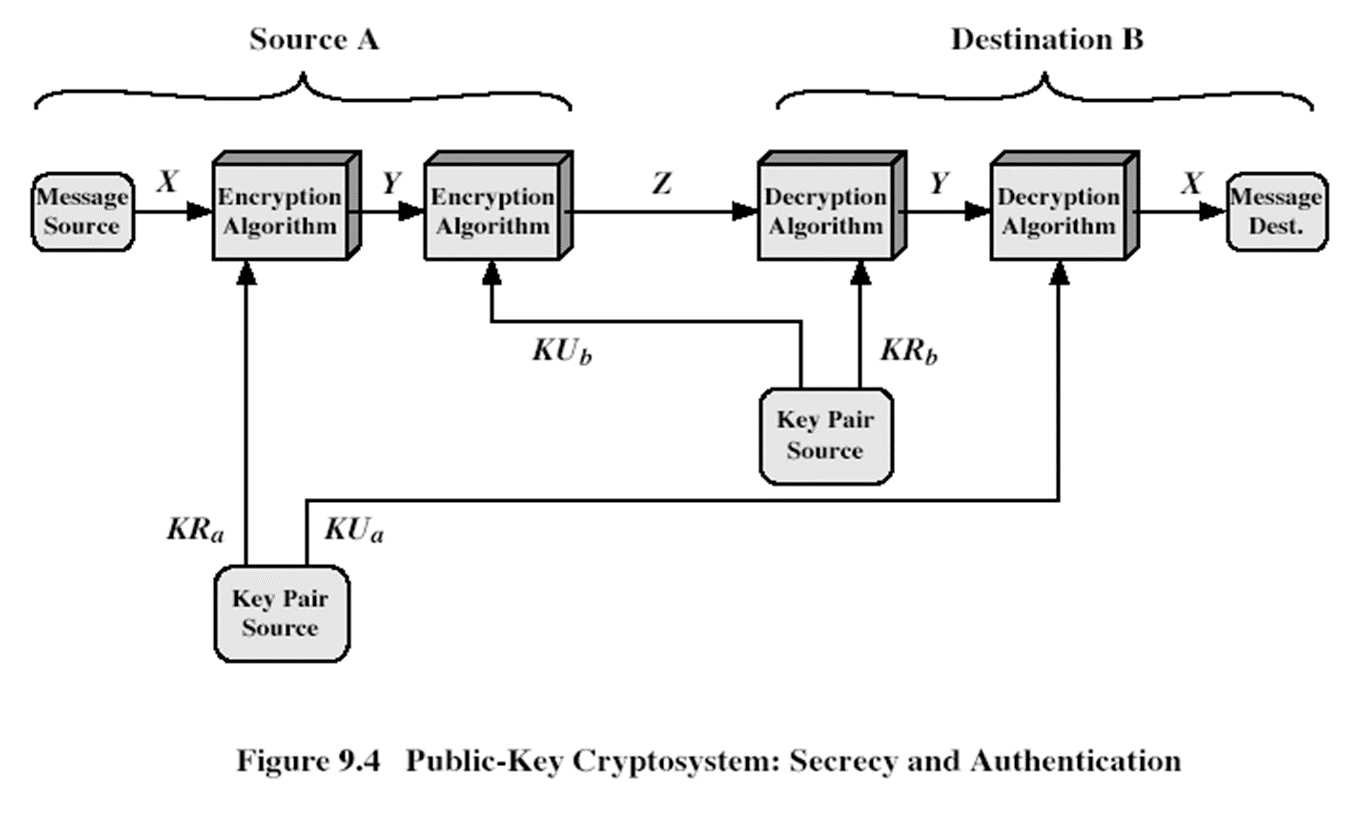 Source A
Destination B
Message
Source
X
Encryption
Algorithm
Y
Encryption
Algorithm
Z
Decryption
Algorithm
Y
Decryption
Algorithm
X
Message
Dest.
KUb
KRb
Key Pair
Source
KRa
KUa
Key Pair
Source
Figure 9.4 Public-Key Cryptosystem: Secrecy and Authentication